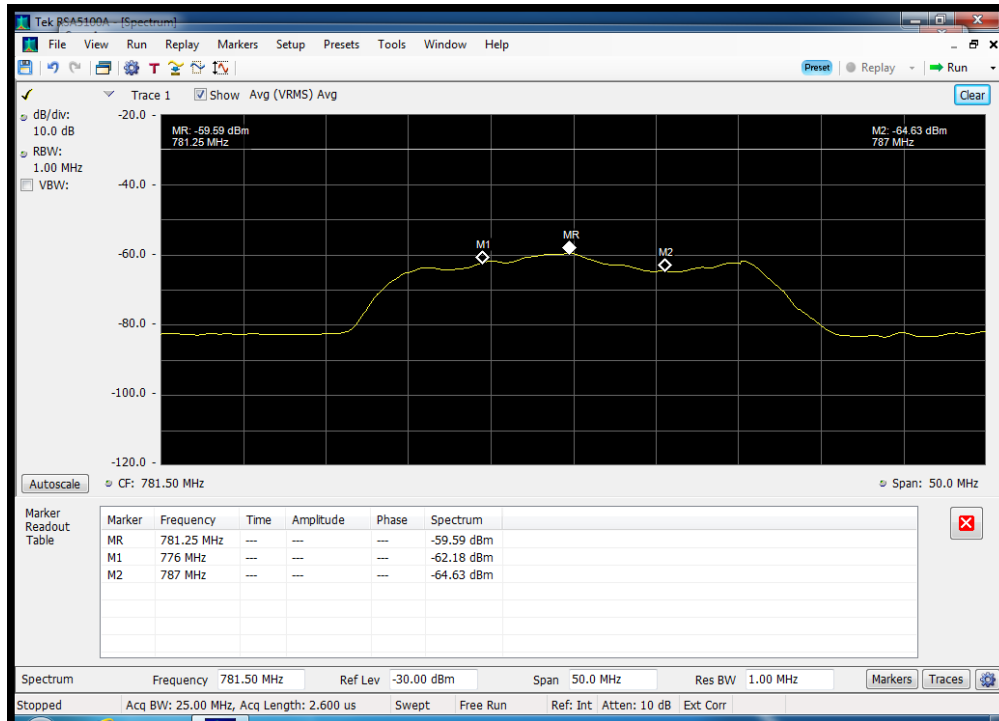 Tek RSA5100A - [Spectrum]
File View Run Replay Markers Setup Presets Tools Window Help
T Preset Replay Run
Trace 1 Show Avg (VRMS) Avg Clear
dB/div:
10.0 dB
RBW:
1.00 MHz
VBW:
-20.0
-40.0
-60.0
-80.0
-100.0
-120.0
MR: -59.59 dBm
781.25 MHz
M2: -64.63 dBm
787 MHz
M1
MR
M2
Autoscale CF: 781.50 MHz Span: 50.0 MHz
Marker
Readout
Table
Marker Frequency Time Amplitude Phase Spectrum
MR 781.25 MHz --- --- --- -59.59 dBm
M1 776 MHz --- --- --- -62.18 dBm
M2 787 MHz --- --- --- -64.63 dBm
Spectrum Frequency 781.50 MHz Ref Lev -30.00 dBm Span 50.0 MHz Res BW 1.00 MHz Markers Traces
Stopped Acq BW: 25.00 MHz, Acq Length: 2.600 us Swept Free Run Ref: Int Atten: 10 dB Ext Corr